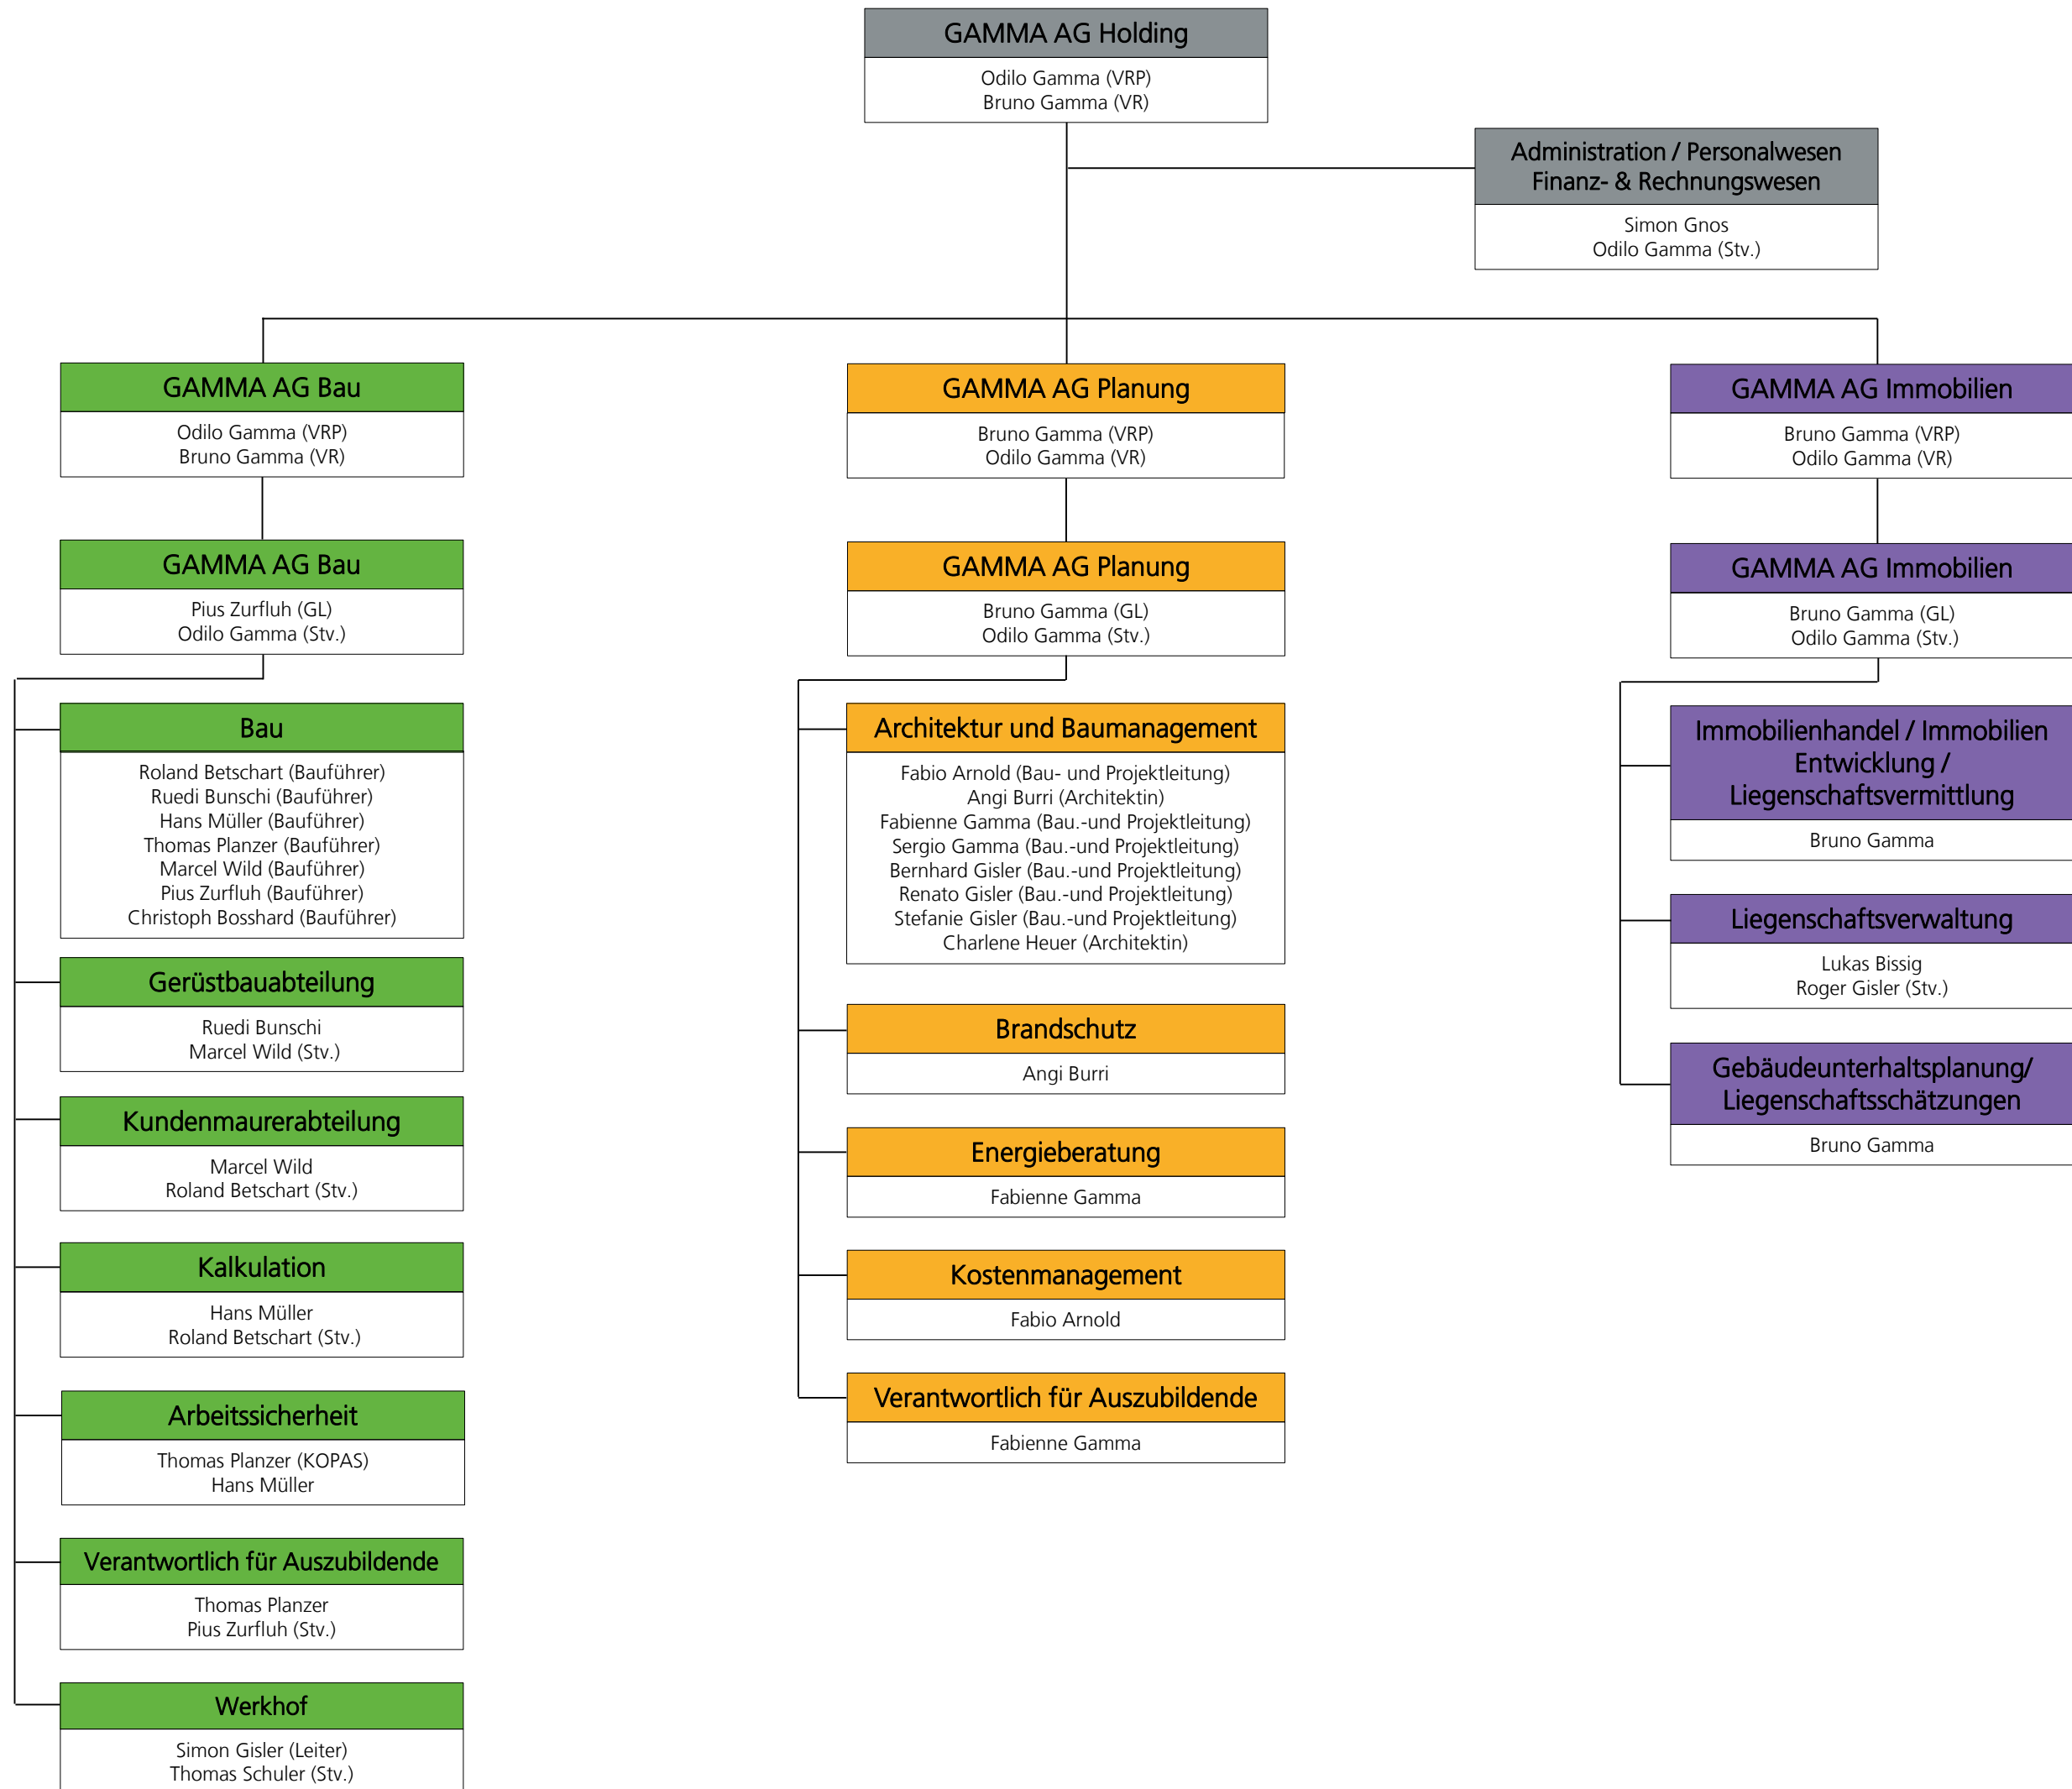 GAMMA AG Holding
Odilo Gamma (VRP)
Bruno Gamma (VR)
Administration / Personalwesen
Finanz- & Rechnungswesen
Simon Gnos
Odilo Gamma (Stv.)
GAMMA AG Bau
Odilo Gamma (VRP)
Bruno Gamma (VR)
GAMMA AG Bau
Pius Zurfluh (GL)
Odilo Gamma (Stv.)
Bau
Roland Betschart (Bauführer)
Ruedi Bunschi (Bauführer)
Hans Müller (Bauführer)
Thomas Planzer (Bauführer)
Marcel Wild (Bauführer)
Pius Zurfluh (Bauführer)
Christoph Bosshard (Bauführer)
Gerüstbauabteilung
Ruedi Bunschi
Marcel Wild (Stv.)
Kundenmaurerabteilung
Marcel Wild
Roland Betschart (Stv.)
Kalkulation
Hans Müller
Roland Betschart (Stv.)
Arbeitssicherheit
Thomas Planzer (KOPAS)
Hans Müller
Verantwortlich für Auszubildende
Thomas Planzer
Pius Zurfluh (Stv.)
Werkhof
Simon Gisler (Leiter)
Thomas Schuler (Stv.)
GAMMA AG Planung
Bruno Gamma (VRP)
Odilo Gamma (VR)
GAMMA AG Planung
Bruno Gamma (GL)
Odilo Gamma (Stv.)
Architektur und Baumanagement
Fabio Arnold (Bau- und Projektleitung)
Angi Burri (Architektin)
Fabienne Gamma (Bau.-und Projektleitung)
Sergio Gamma (Bau.-und Projektleitung)
Bernhard Gisler (Bau.-und Projektleitung)
Renato Gisler (Bau.-und Projektleitung)
Stefanie Gisler (Bau.-und Projektleitung)
Charlene Heuer (Architektin)
Brandschutz
Angi Burri
Energieberatung
Fabienne Gamma
Kostenmanagement
Fabio Arnold
Verantwortlich für Auszubildende
Fabienne Gamma
GAMMA AG Immobilien
Bruno Gamma (VRP)
Odilo Gamma (VR)
GAMMA AG Immobilien
Bruno Gamma (GL)
Odilo Gamma (Stv.)
Immobilienhandel / Immobilien
Entwicklung /
Liegenschaftsvermittlung
Bruno Gamma
Liegenschaftsverwaltung
Lukas Bissig
Roger Gisler (Stv.)
Gebäudeunterhaltsplanung/
Liegenschaftsschätzungen
Bruno Gamma